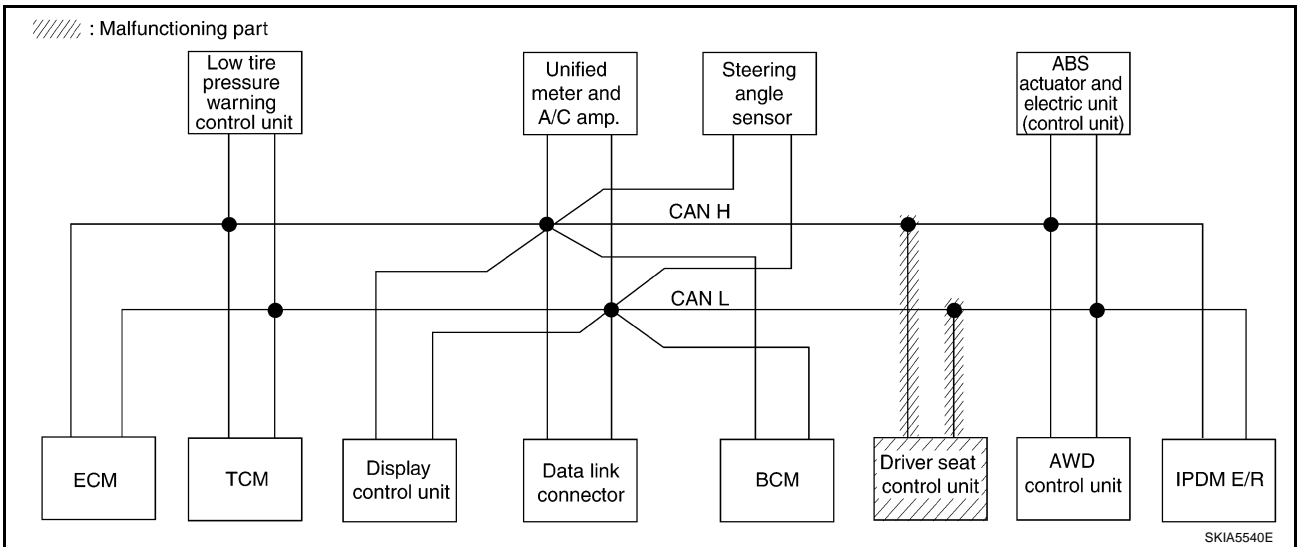 : Malfunctioning part
Low tire
pressure
warning
control unit
Unified
meter and
A/C amp.
Steering
angle
sensor
ABS
actuator and
electric unit
(control unit)
CAN H
CAN L
ECM
TCM
Display
control unit
Data link
connector
BCM
Driver seat
control unit
AWD
control unit
IPDM E/R
SKIA5540E